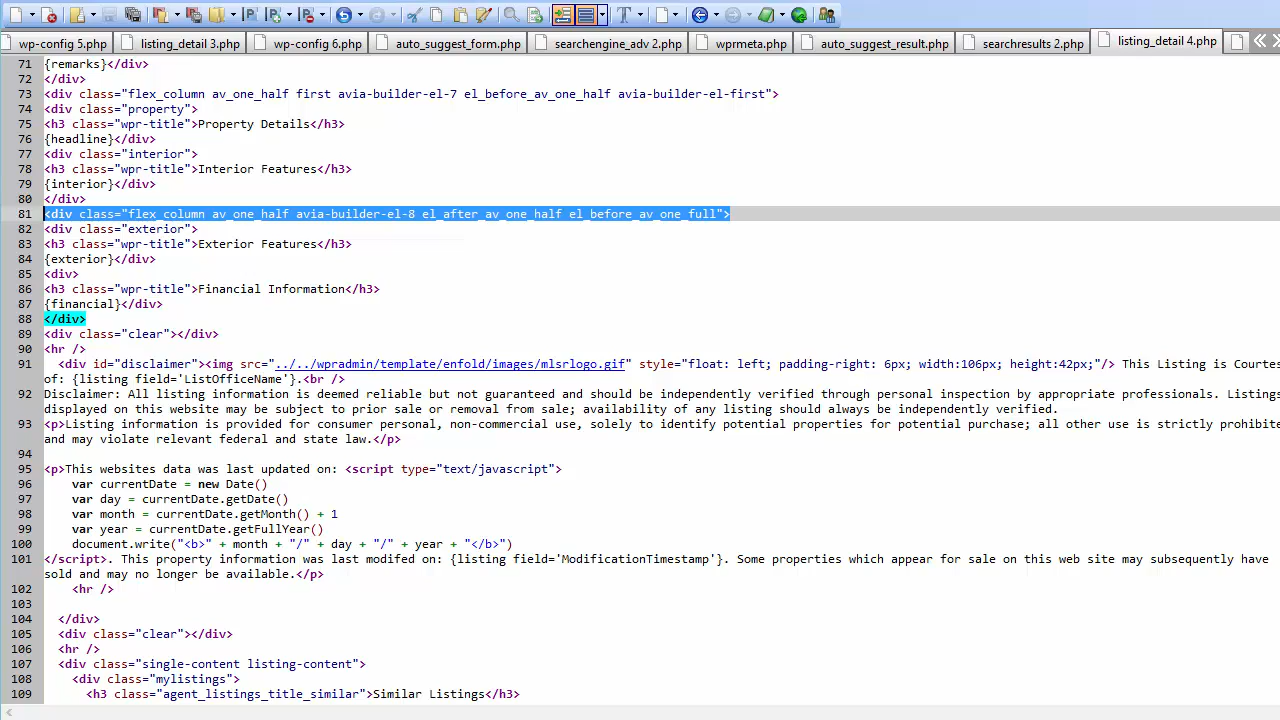 wp-config 5.php listing_detail 3.php wp-config 6.php auto_suggest_form.php searchengine_adv 2.php wprmeta.php auto_suggest_result.php searchresults 2.php listing_detail 4.php
71 {remarks}</div>
72 </div>
73 <div class="flex_column av_one_half first avia-builder-el-7 el_before_av_one_half avia-builder-el-first">
74 <div class="property">
75 <h3 class="wpr-title">Property Details</h3>
76 {headline}</div>
77 <div class="interior">
78 <h3 class="wpr-title">Interior Features</h3>
79 {interior}</div>
80 </div>
81 <div class="flex_column av_one_half avia-builder-el-8 el_after_av_one_half el_before_av_one_full">
82 <div class="exterior">
83 <h3 class="wpr-title">Exterior Features</h3>
84 {exterior}</div>
85 <div>
86 <h3 class="wpr-title">Financial Information</h3>
87 {financial}</div>
88 </div>
89 <div class="clear"></div>
90 <hr />
91 <div id="disclaimer"><img src="../../wpradmin/template/enfold/images/mlsrlogo.gif" style="float: left; padding-right: 6px; width:106px; height:42px;"/> This Listing is Courtes
of: {listing field='ListOfficeName'}.<br />
92 Disclaimer: All listing information is deemed reliable but not guaranteed and should be independently verified through personal inspection by appropriate professionals. Listings
displayed on this website may be subject to prior sale or removal from sale; availability of any listing should always be independently verified.
93 <p>Listing information is provided for consumer personal, non-commercial use, solely to identify potential properties for potential purchase; all other use is strictly prohibite
and may violate relevant federal and state law.</p>
94
95 <p>This websites data was last updated on: <script type="text/javascript">
96 var currentDate = new Date()
97 var day = currentDate.getDate()
98 var month = currentDate.getMonth() + 1
99 var year = currentDate.getFullYear()
100 document.write("<b>" + month + "/" + day + "/" + year + "</b>")
101 </script>. This property information was last modifed on: {listing field='ModificationTimestamp'}. Some properties which appear for sale on this web site may subsequently have
sold and may no longer be available.</p>
102 <hr />
103
104 </div>
105 <div class="clear"></div>
106 <hr />
107 <div class="single-content listing-content">
108 <div class="mylistings">
109 <h3 class="agent_listings_title_similar">Similar Listings</h3>